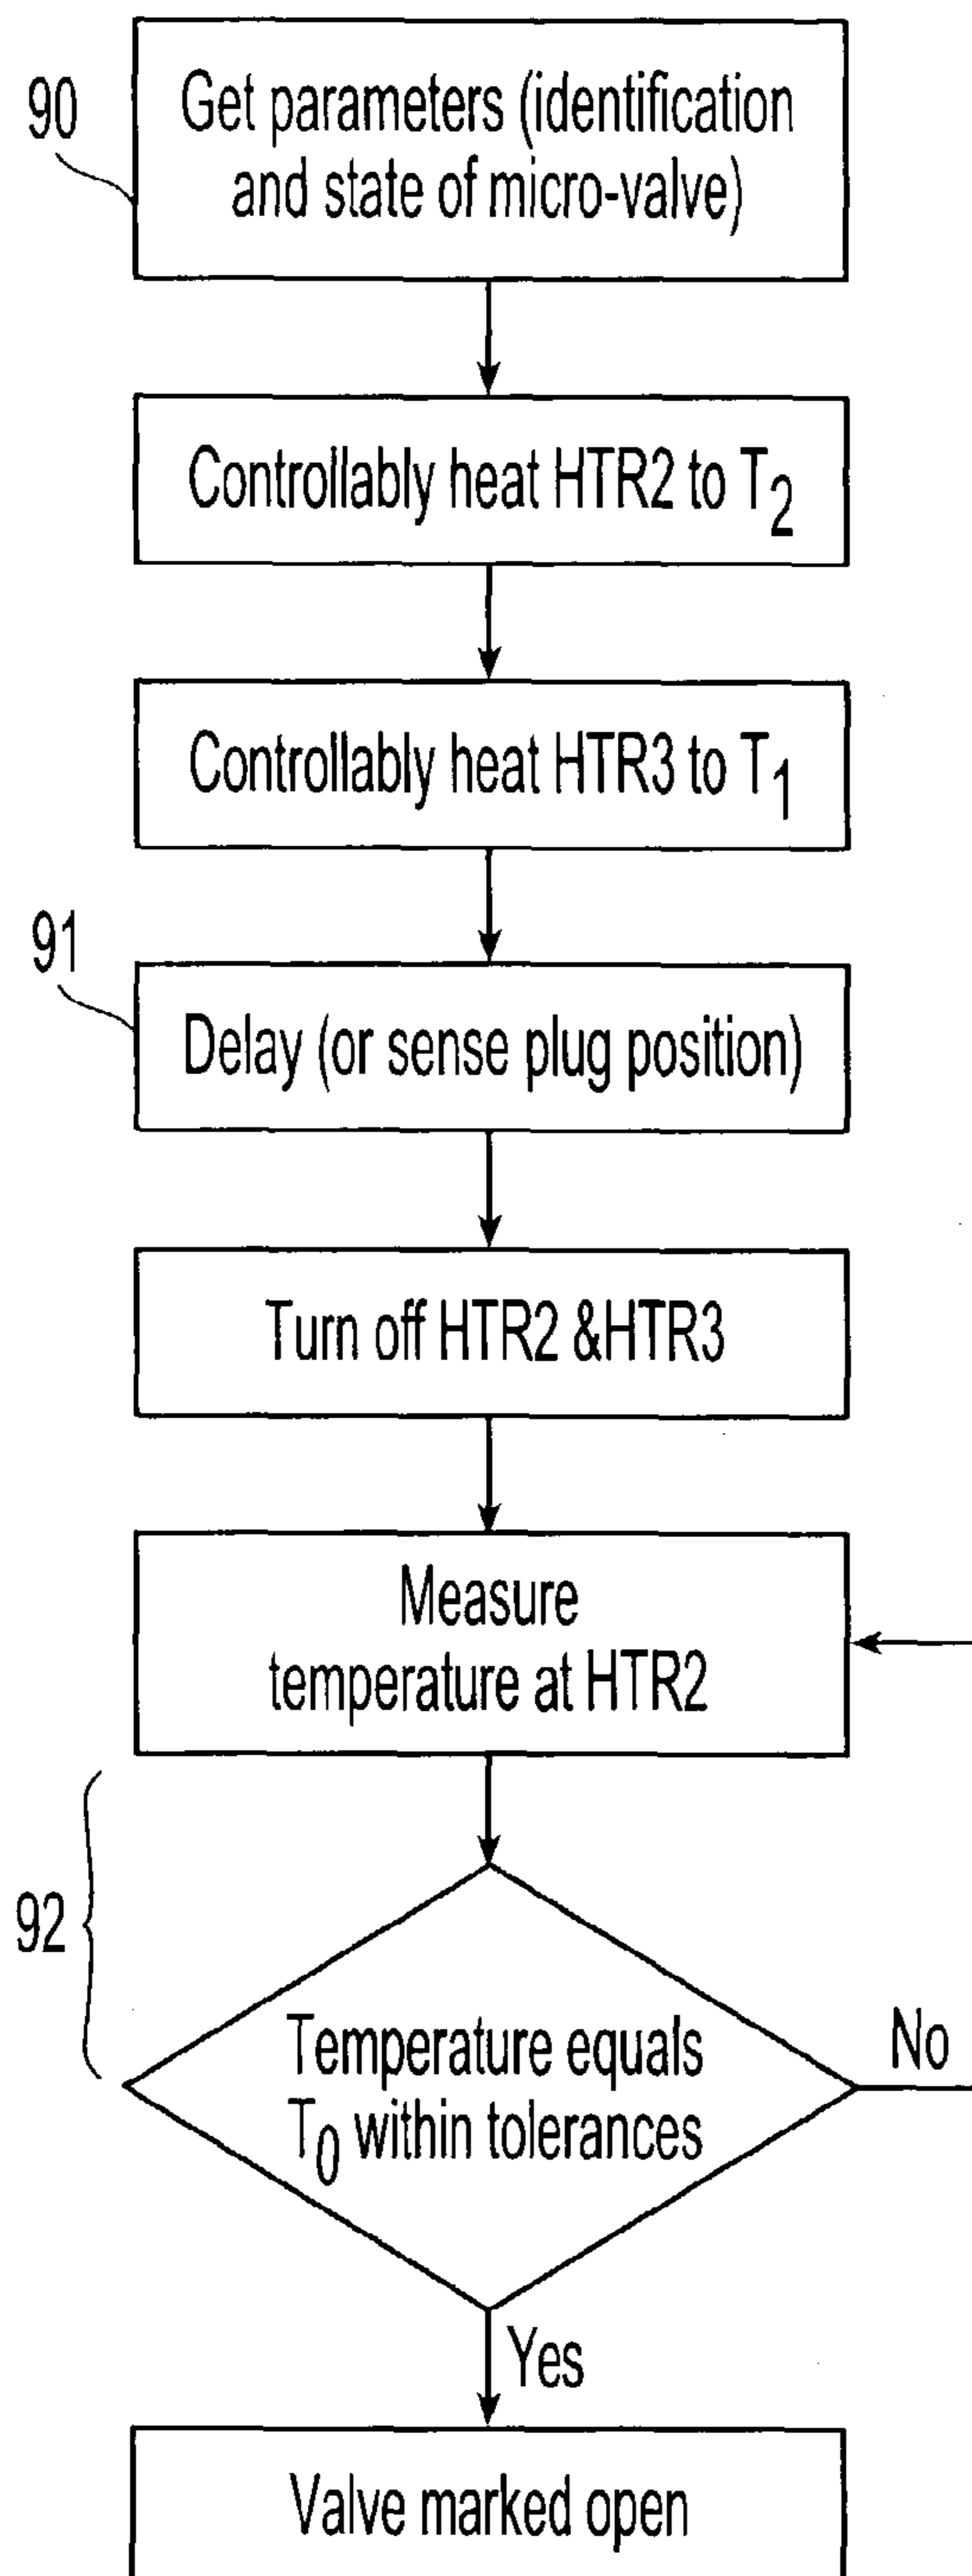 90
Get parameters (identification
and state of micro-valve)
Controllably heat HTR2 to T2
Controllably heat HTR3 to T1
91
Delay (or sense plug position)
Turn off HTR2 &HTR3
Measure
temperature at HTR2
92
Temperature equals
T0 within tolerances
No
Yes
Valve marked open